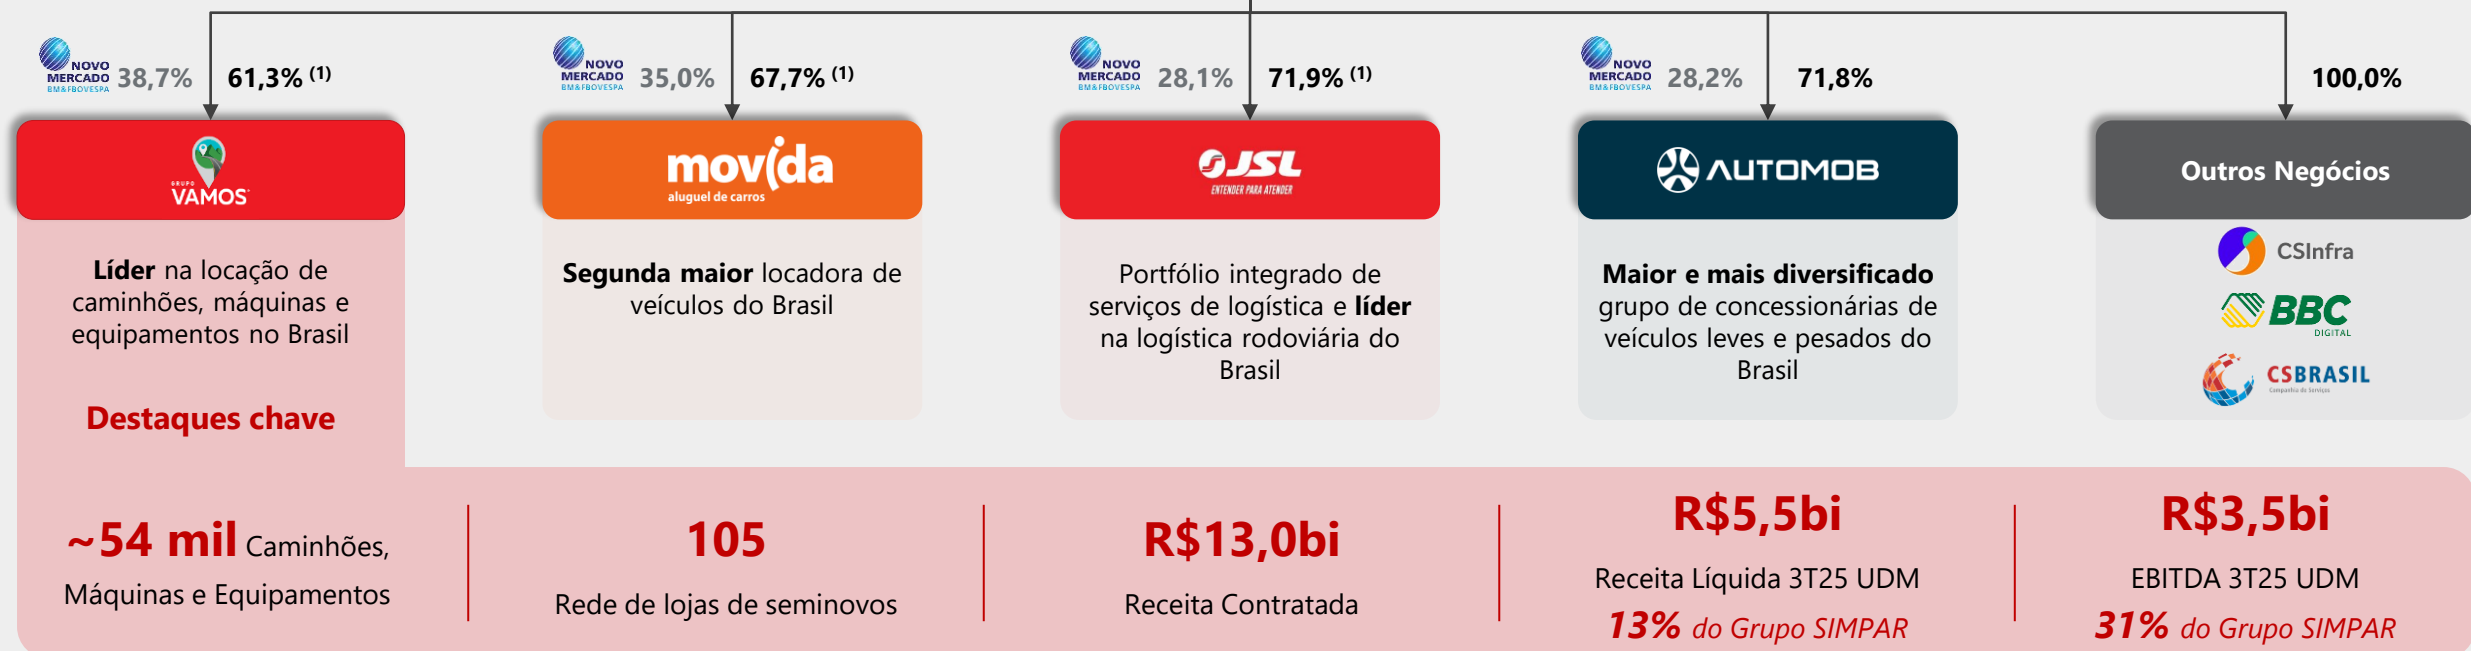 NOVO
MERCADO
BM&FBOVESPA
38,7%
61,3% (1)
NOVO
MERCADO
BM&FBOVESPA
35,0%
67,7% (1)
NOVO
MERCADO
BM&FBOVESPA
28,1%
71,9% (1)
NOVO
MERCADO
BM&FBOVESPA
28,2%
71,8%
100,0%
GRUPO
VAMOS
movida
aluguel de carros
JSL
ENTENDER PARA ATENDER
AUTOMOB
Outros Negócios
Líder na locação de
caminhões, máquinas e
equipamentos no Brasil
Segunda maior locadora de
veículos do Brasil
Portfólio integrado de
serviços de logística e líder
na logística rodoviária do
Brasil
Maior e mais diversificado
grupo de concessionárias de
veículos leves e pesados do
Brasil
CSInfra
BBC
DIGITAL
CSBRASIL
Companhia de Serviços
Destaques chave
~54 mil Caminhões,
Máquinas e Equipamentos
105
Rede de lojas de seminovos
R$13,0bi
Receita Contratada
R$5,5bi
Receita Líquida 3T25 UDM
13% do Grupo SIMPAR
R$3,5bi
EBITDA 3T25 UDM
31% do Grupo SIMPAR